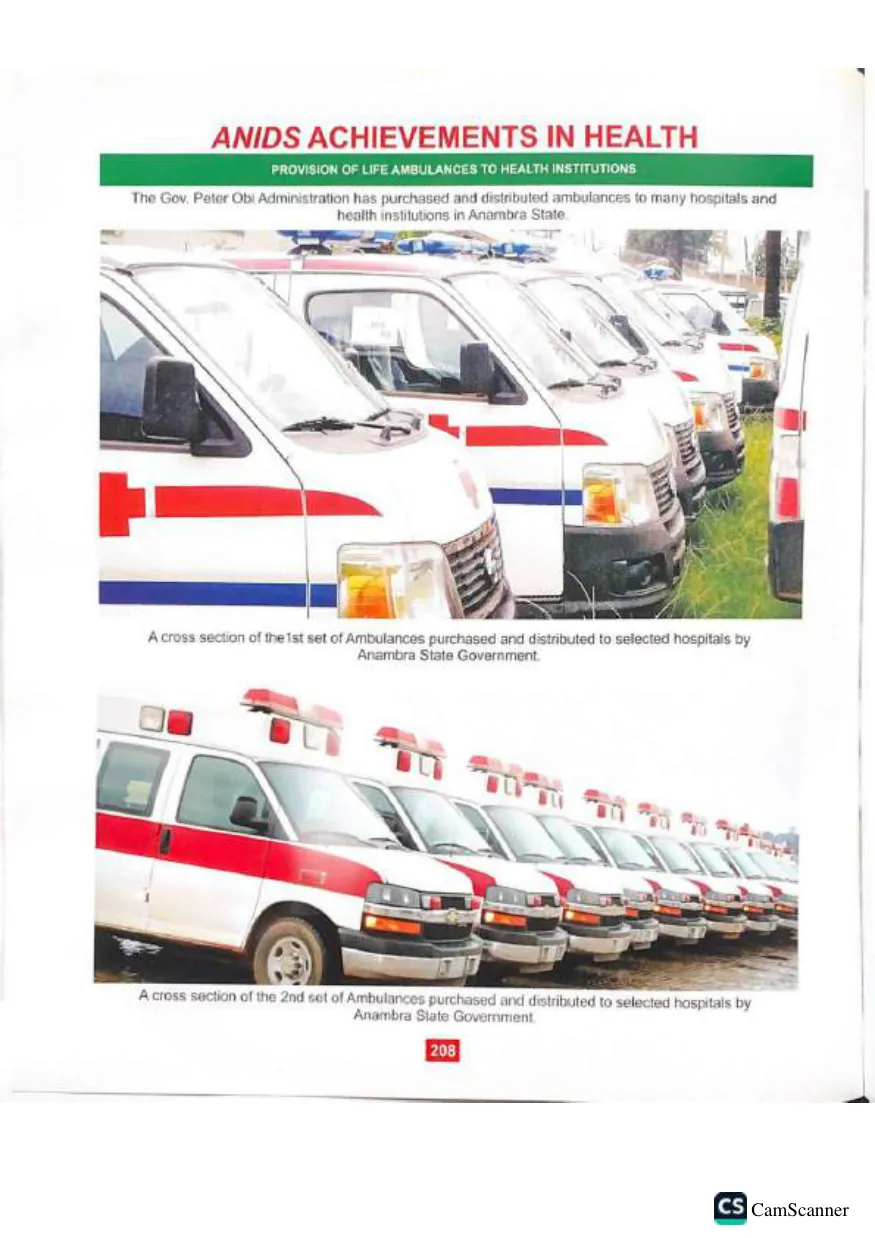 ANIDS ACHIEVEMENTS IN HEALTH
PROVISION OF LIFE AMBULANCES TO HEALTH INSTITUTIONS
The Gov. Peter Obi Administration has purchased and distributed ambulances to many hospitals and
health institutions in Anambra State.
A cross section of the1st set of Ambulances purchased and distributed to selected hospitals by
Anambra State Government.
A cross section of the 2nd set of Ambulances purchased and distributed to selected hospitals by
Anambra State Government.
208
CS CamScanner